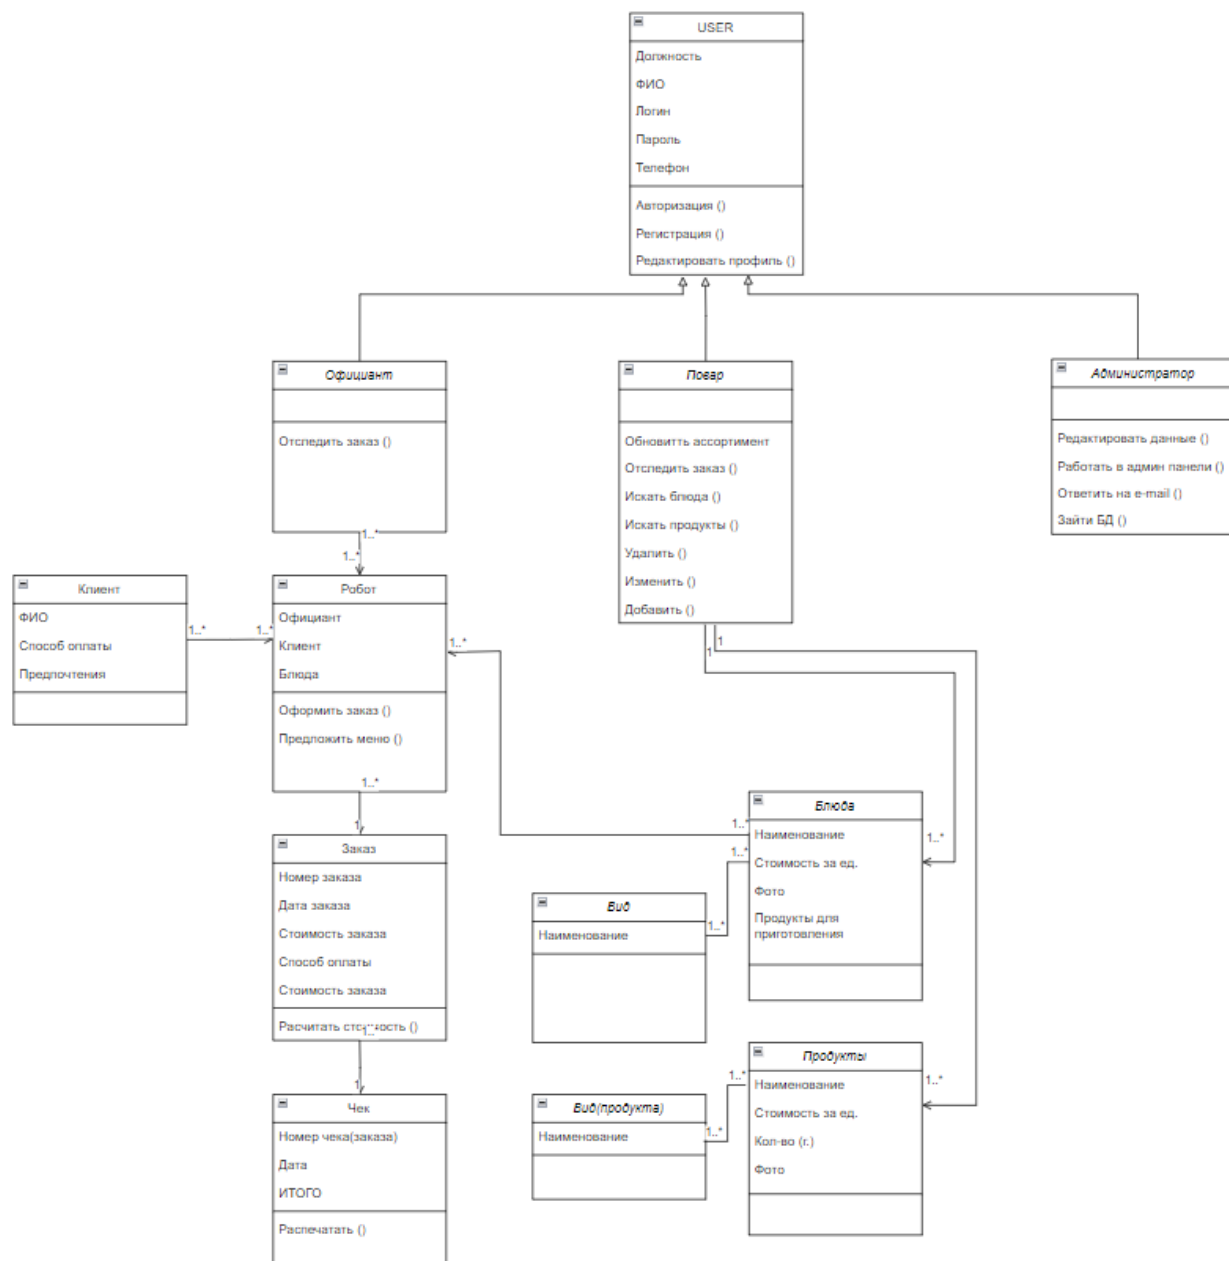 USER
Должность
ФИО
Логин
Пароль
Телефон
Авторизация ()
Регистрация ()
Редактировать профиль ()
Официант
Отследить заказ ()
1..*
1..*
Повар
Обновитть ассортимент
Отследить заказ ()
Искать блюда ()
Искать продукты ()
Удалить ()
Изменить ()
Добавить ()
1
1
Администратор
Редактировать данные ()
Работать в админ панели ()
Ответить на e-mail ()
Зайти БД ()
Клиент
ФИО
Способ оплаты
Предпочтения
1..*
1..*
Робот
Официант
Клиент
Блюда
Оформить заказ ()
Предложить меню ()
1..*
1..*
1
Заказ
Номер заказа
Дата заказа
Стоимость заказа
Способ оплаты
Стоимость заказа
Расчитать стоимость ()
1..*
1
Чек
Номер чека(заказа)
Дата
ИТОГО
Распечатать ()
Блюда
1..*
Наименование
1..*
1..*
Стоимость за ед.
Фото
Продукты для
приготовления
Вид
Наименование
1..*
Продукты
1..*
Наименование
1..*
Стоимость за ед.
Кол-во (г.)
Фото
Вид(продукта)
Наименование
1..*